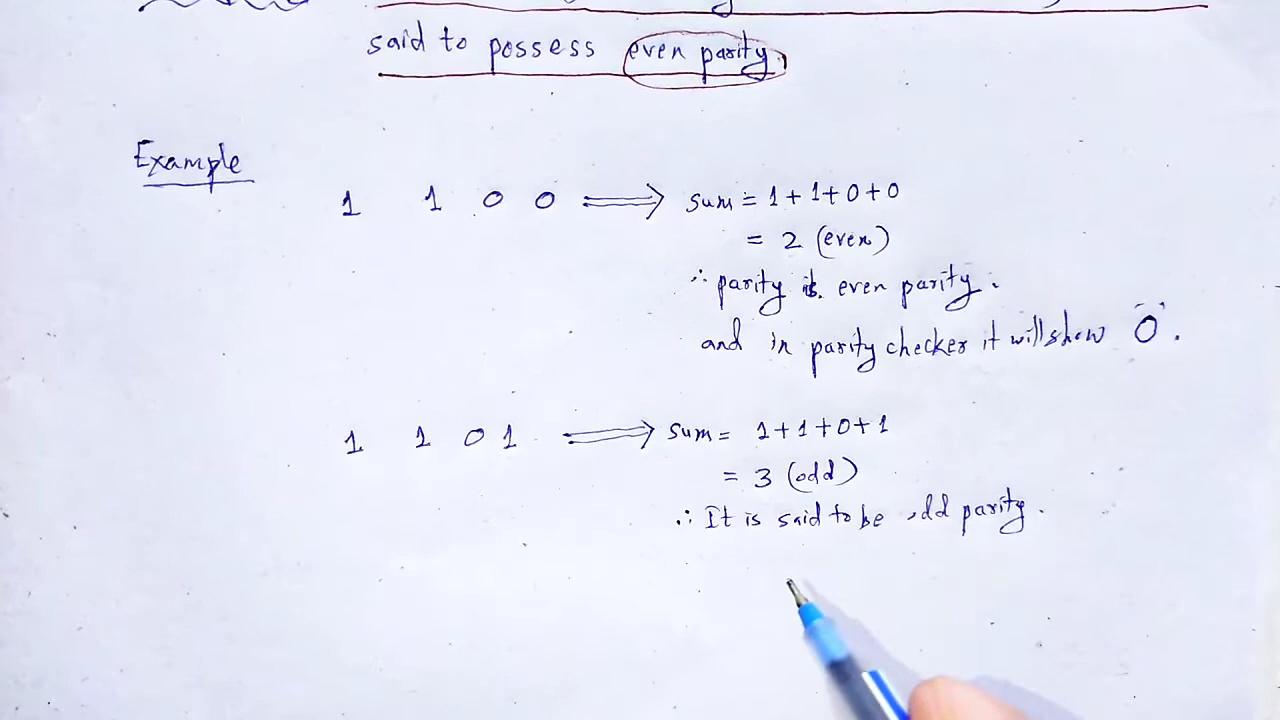 said to possess even parity.
Example
1 1 0 0 ⟹ sum = 1+1+0+0
= 2 (even)
∴ parity is even parity.
and in parity checker it will show "0".
1 1 0 1 ⟹ sum = 1+1+0+1
= 3 (odd)
∴ It is said to be odd parity.